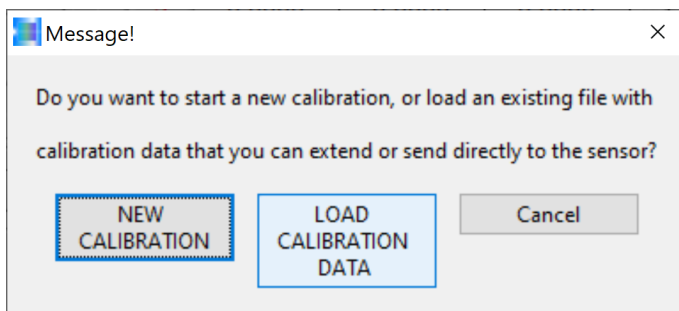 Message!
Do you want to start a new calibration, or load an existing file with
calibration data that you can extend or send directly to the sensor?
NEW
CALIBRATION
LOAD
CALIBRATION
DATA
Cancel